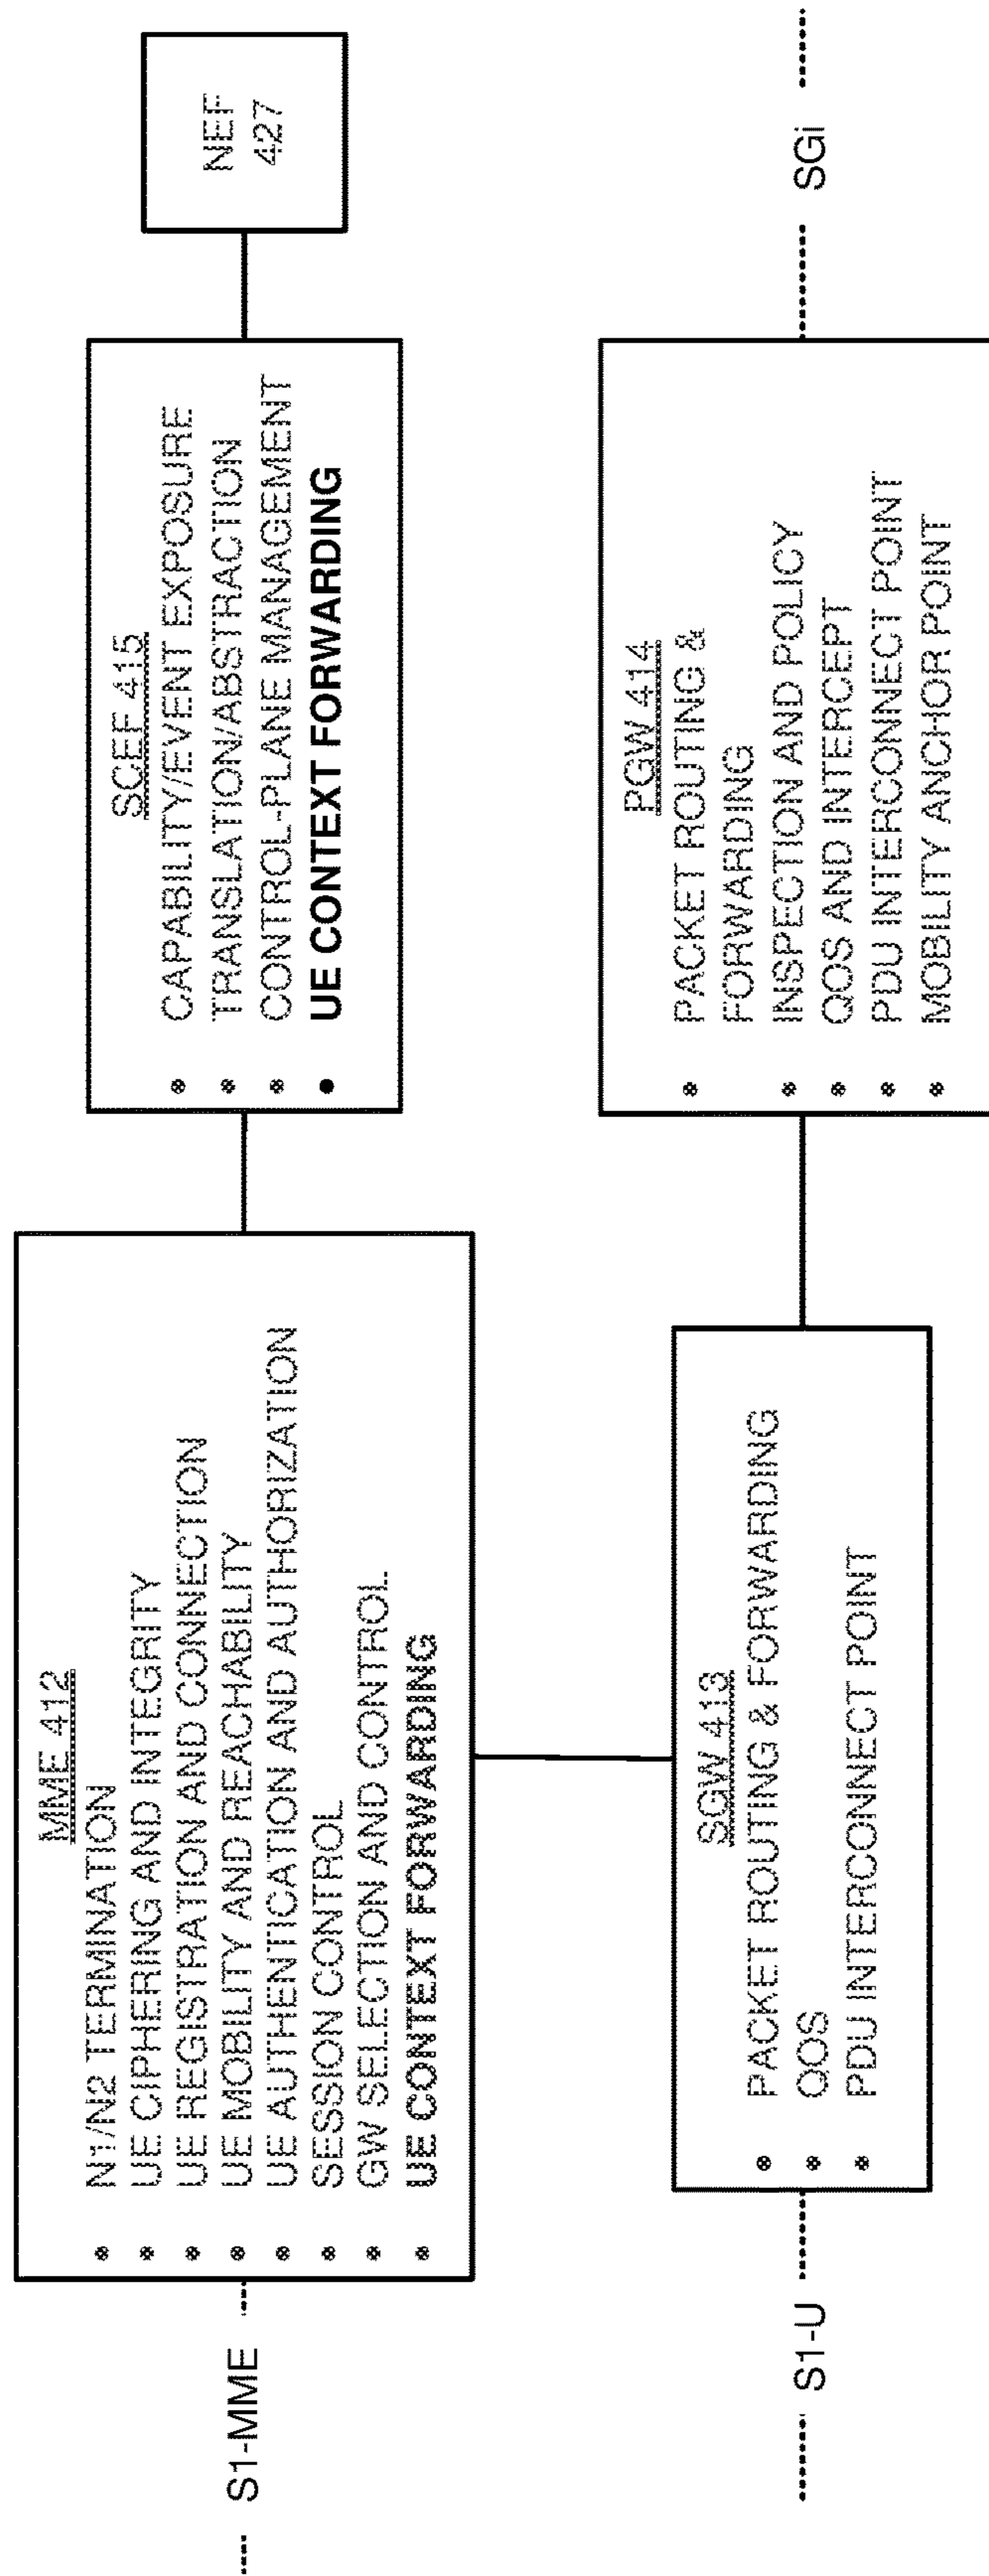 S1-MME
MME 412
• N1/N2 TERMINATION
• UE CIPHERING AND INTEGRITY
• UE REGISTRATION AND CONNECTION
• UE MOBILITY AND REACHABILITY
• UE AUTHENTICATION AND AUTHORIZATION
• SESSION CONTROL
• GW SELECTION AND CONTROL
• UE CONTEXT FORWARDING
SCEF 415
• CAPABILITY/EVENT EXPOSURE
• TRANSLATION/ABSTRACTION
• CONTROL-PLANE MANAGEMENT
• UE CONTEXT FORWARDING
NEF
427
S1-U
SGW 413
• PACKET ROUTING & FORWARDING
• QOS
• PDU INTERCONNECT POINT
PGW 414
• PACKET ROUTING &
FORWARDING
• INSPECTION AND POLICY
• QOS AND INTERCEPT
• PDU INTERCONNECT POINT
• MOBILITY ANCHOR POINT
SGi